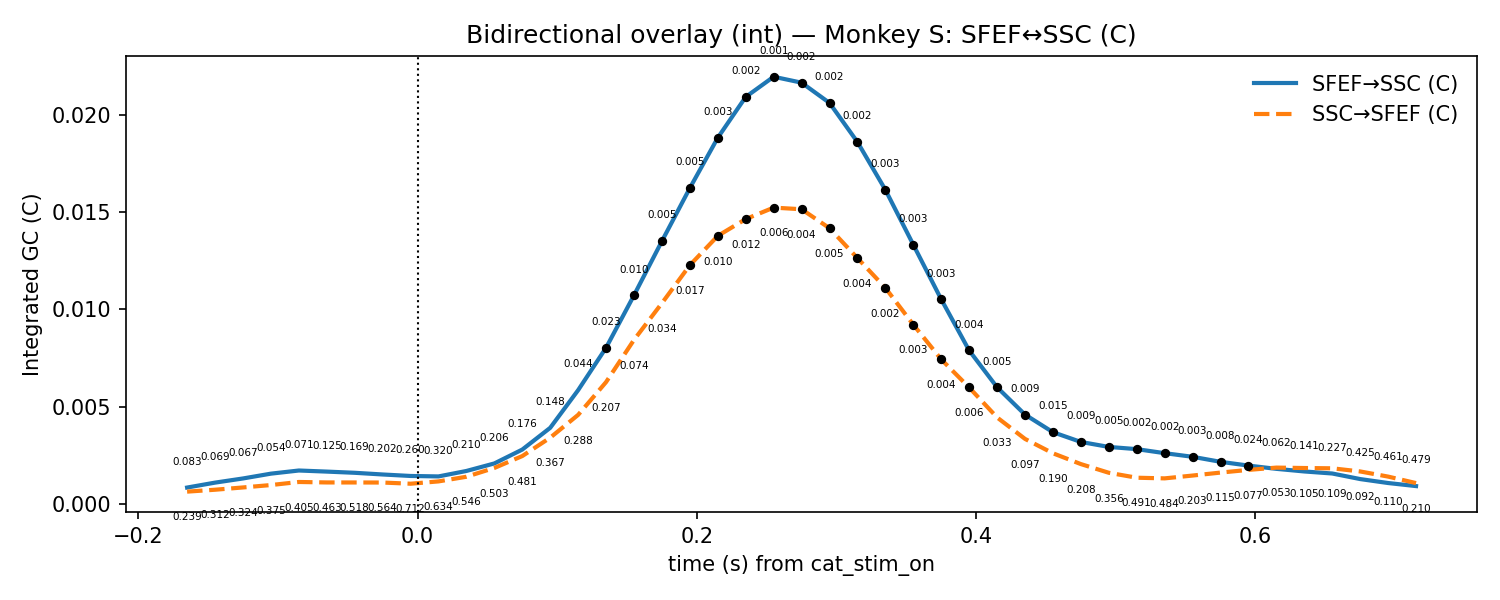 Bidirectional overlay (int) — Monkey S: SFEF↔SSC (C)
SFEF→SSC (C)
SSC→SFEF (C)
Integrated GC (C)
0.020
0.015
0.010
0.005
0.000
0.083 0.069 0.067 0.054 0.071 0.125 0.169 0.202 0.260 0.320 0.210 0.206 0.176 0.148 0.044 0.023 0.010 0.005 0.005 0.003 0.002 0.001 0.002 0.002 0.002 0.003 0.003 0.003 0.004 0.005 0.009 0.015 0.009 0.005 0.002 0.002 0.003 0.008 0.024 0.062 0.141 0.227 0.425 0.461 0.479
0.239 0.312 0.324 0.375 0.405 0.463 0.518 0.564 0.712 0.634 0.546 0.503 0.481 0.367 0.288 0.207 0.074 0.034 0.017 0.010 0.012 0.006 0.004 0.005 0.004 0.002 0.003 0.004 0.006 0.033 0.097 0.190 0.208 0.356 0.491 0.484 0.203 0.115 0.077 0.053 0.105 0.109 0.092 0.110 0.210
−0.2 0.0 0.2 0.4 0.6
time (s) from cat_stim_on